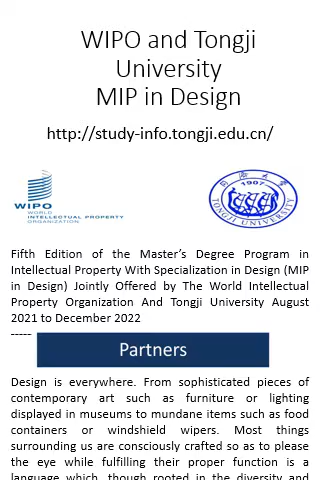 WIPO and Tongji
University
MIP in Design
http://study-info.tongji.edu.cn/
WIPO
WORLD
INTELLECTUAL PROPERTY
ORGANIZATION
1907
TONGJI UNIVERSITY
Fifth Edition of the Master’s Degree Program in
Intellectual Property With Specialization in Design (MIP
in Design) Jointly Offered by The World Intellectual
Property Organization And Tongji University August
2021 to December 2022
-----
Partners
Design is everywhere. From sophisticated pieces of
contemporary art such as furniture or lighting
displayed in museums to mundane items such as food
containers or windshield wipers. Most things
surrounding us are consciously crafted so as to please
the eye while fulfilling their proper function is a
language which, though rooted in the diversity and